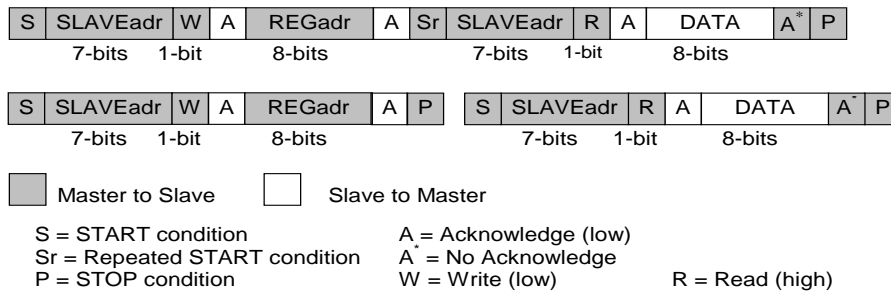 S SLAVEadr W A REGadr A Sr SLAVEadr R A DATA A* P
7-bits 1-bit 8-bits 7-bits 1-bit 8-bits
S SLAVEadr W A REGadr A P S SLAVEadr R A DATA A* P
7-bits 1-bit 8-bits 7-bits 1-bit 8-bits
Master to Slave Slave to Master
S = START condition A = Acknowledge (low)
Sr = Repeated START condition A* = No Acknowledge
P = STOP condition W = Write (low) R = Read (high)